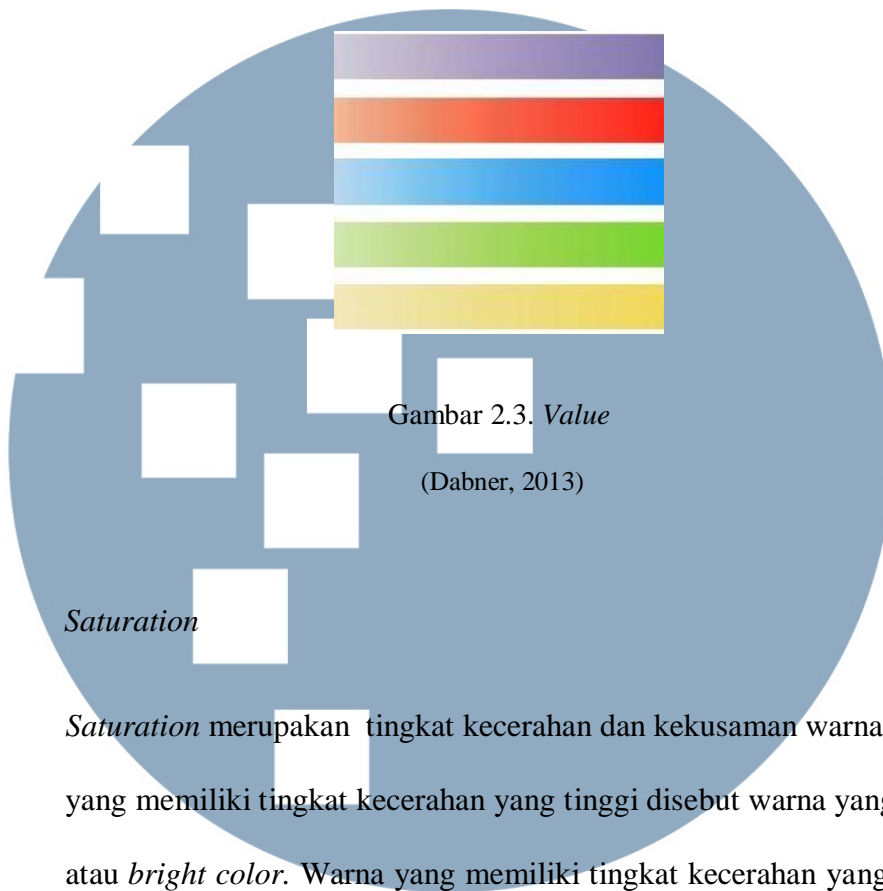 Gambar 2.3. Value
(Dabner, 2013)
Saturation
Saturation merupakan tingkat kecerahan dan kekusaman warna
yang memiliki tingkat kecerahan yang tinggi disebut warna yang
atau bright color. Warna yang memiliki tingkat kecerahan yang